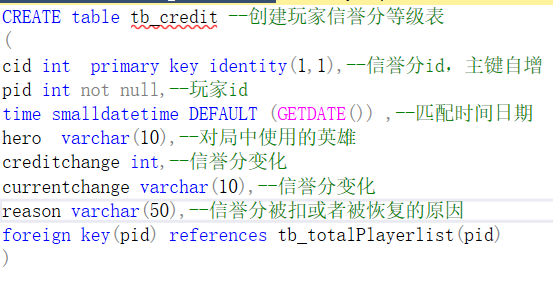 CREATE table tb_credit --创建玩家信誉分等级表
(
cid int  primary key identity(1,1),--信誉分id，主键自增
pid int not null,--玩家id
time smalldatetime DEFAULT (GETDATE()) ,--匹配时间日期
hero  varchar(10),--对局中使用的英雄
creditchange int,--信誉分变化
currentchange varchar(10),--信誉分变化
reason varchar(50),--信誉分被扣或者被恢复的原因
foreign key(pid) references tb_totalPlayerlist(pid)
)